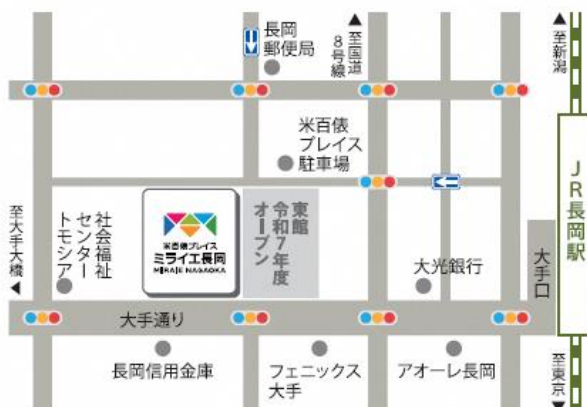 長岡
郵便局
▲至国道
8号線
▲至新潟
米百俵
プレイス
駐車場
JR長岡駅
至大手大橋▼
社会福祉
センター
トモシア
米百俵プレイス
ミライエ長岡
MIRAIE NAGAOKA
東館
令和7年度
オープン
大光銀行
大手口
大手通り
長岡信用金庫
フェニックス
大手
アオーレ長岡
至東京▼